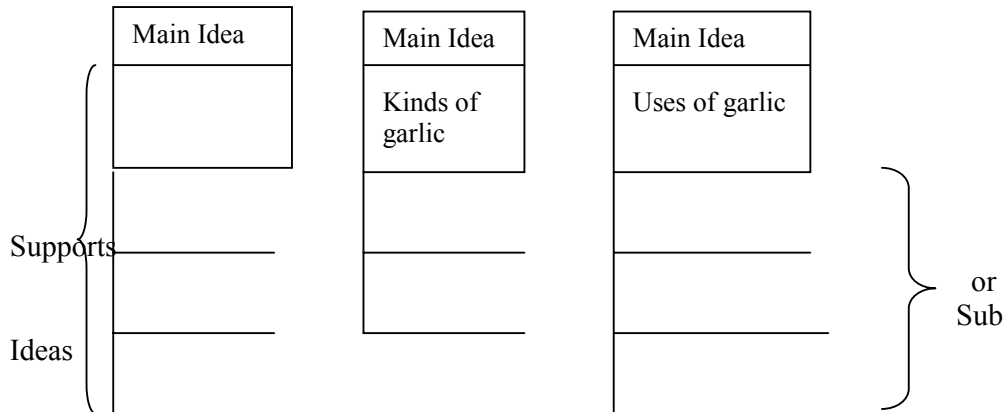 Main Idea
Main Idea
Main Idea
Kinds of
garlic
Uses of garlic
Supports
or
Sub
Ideas